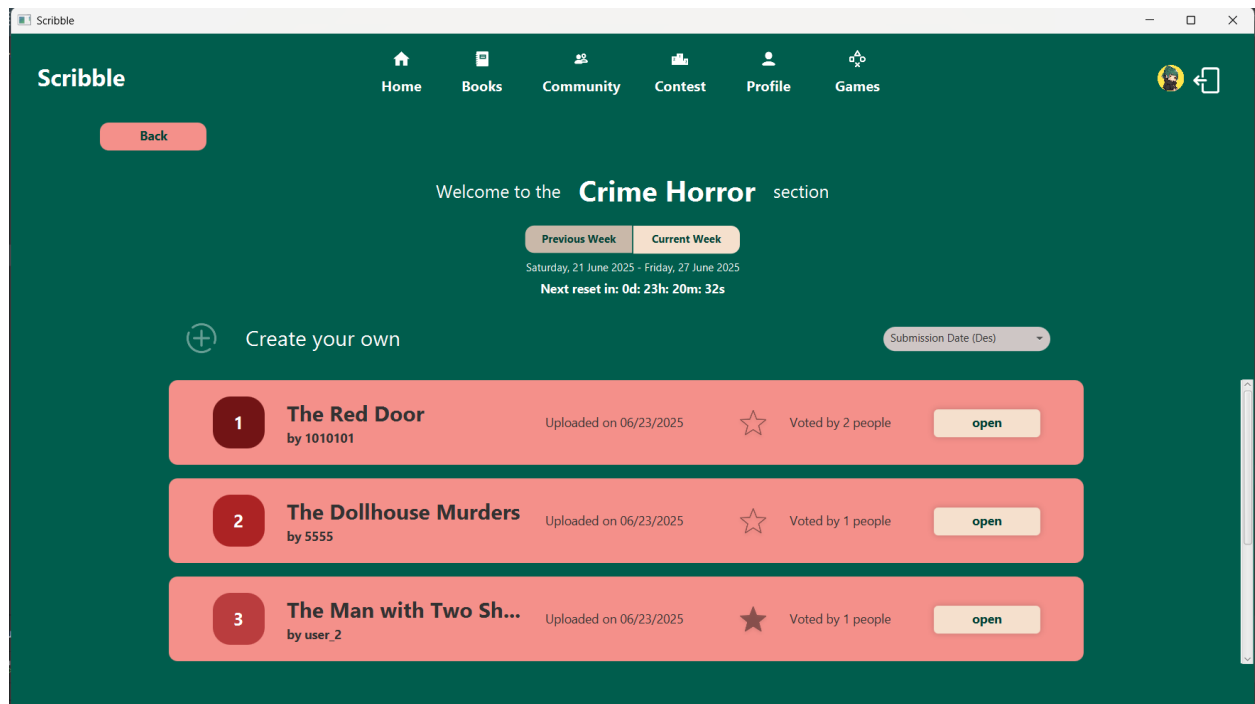 Scribble
Scribble
Home Books Community Contest Profile Games
Back
Welcome to the Crime Horror section
Previous Week Current Week
Saturday, 21 June 2025 - Friday, 27 June 2025
Next reset in: 0d: 23h: 20m: 32s
Create your own
Submission Date (Des)
1
The Red Door
by 1010101
Uploaded on 06/23/2025
Voted by 2 people
open
2
The Dollhouse Murders
by 5555
Uploaded on 06/23/2025
Voted by 1 people
open
3
The Man with Two Sh...
by user_2
Uploaded on 06/23/2025
Voted by 1 people
open